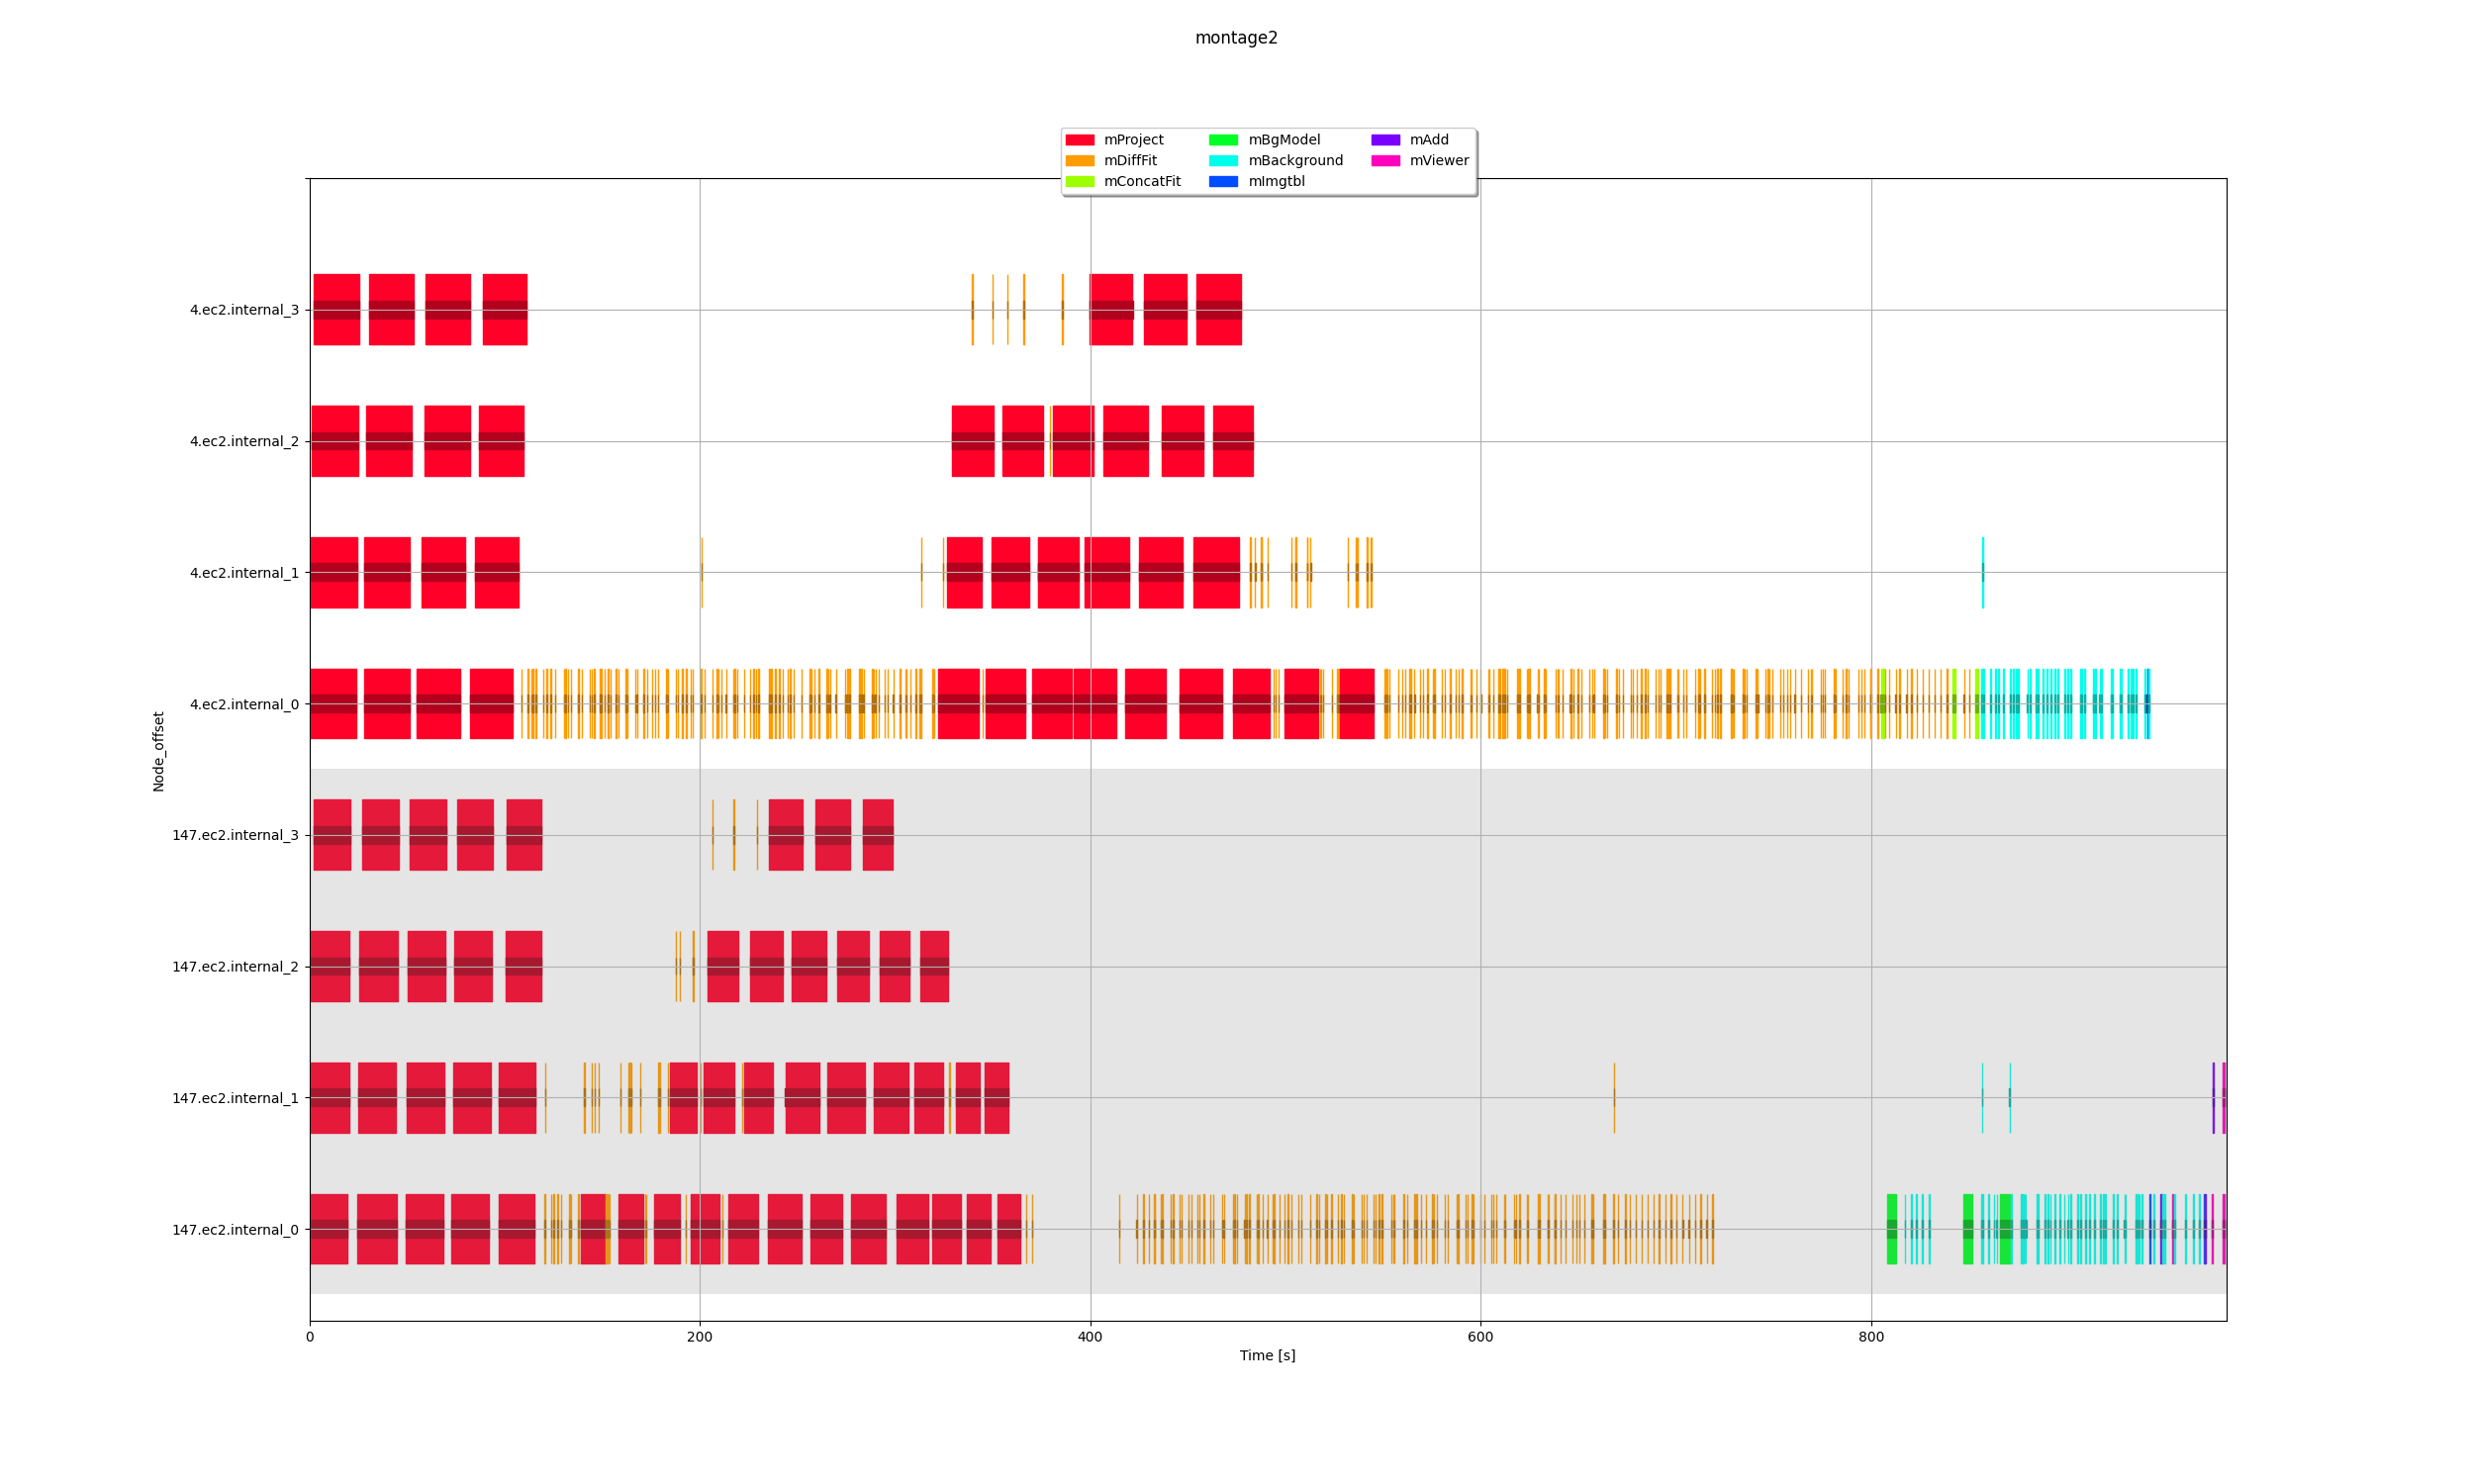 montage2
mProject mBgModel mAdd
mDiffFit mBackground mViewer
mConcatFit mImgtbl
4.ec2.internal_3
4.ec2.internal_2
4.ec2.internal_1
4.ec2.internal_0
Node_offset
147.ec2.internal_3
147.ec2.internal_2
147.ec2.internal_1
147.ec2.internal_0
0 200 400 600 800
Time [s]